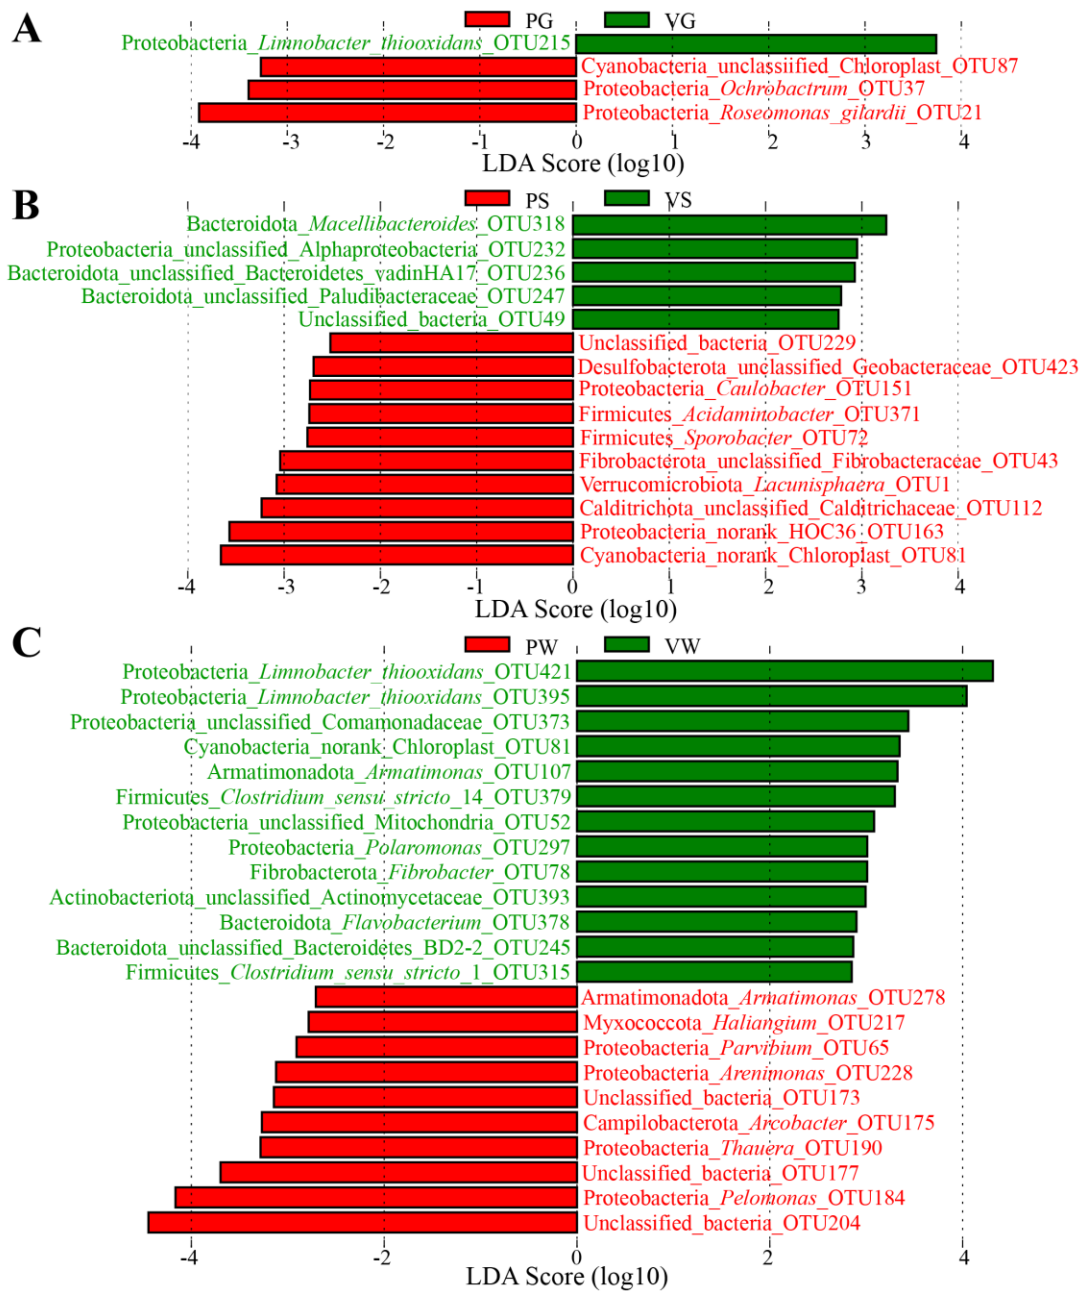 A
PG VG
Proteobacteria_Limnobacter_thiooxidans_OTU215
Cyanobacteria_unclassiified_Chloroplast_OTU87
Proteobacteria_Ochrobactrum_OTU37
Proteobacteria_Roseomonas_gilardii_OTU21
-4 -3 -2 -1 0 1 2 3 4
LDA Score (log10)
B
PS VS
Bacteroidota_Macellibacteroides_OTU318
Proteobacteria_unclassified_Alphaproteobacteria_OTU232
Bacteroidota_unclassified_Bacteroidetes_vadinHA17_OTU236
Bacteroidota_unclassified_Paludibacteraceae_OTU247
Unclassified_bacteria_OTU49
Unclassified_bacteria_OTU229
Desulfobacterota_unclassified_Geobacteraceae_OTU423
Proteobacteria_Caulobacter_OTU151
Firmicutes_Acidaminobacter_OTU371
Firmicutes_Sporobacter_OTU72
Fibrobacterota_unclassified_Fibrobacteraceae_OTU43
Verrucomicrobiota_Lacunisphaera_OTU1
Calditrichota_unclassified_Calditrichaceae_OTU112
Proteobacteria_norank_HOC36_OTU163
Cyanobacteria_norank_Chloroplast_OTU81
-4 -3 -2 -1 0 1 2 3 4
LDA Score (log10)
C
PW VW
Proteobacteria_Limnobacter_thiooxidans_OTU421
Proteobacteria_Limnobacter_thiooxidans_OTU395
Proteobacteria_unclassified_Comamonadaceae_OTU373
Cyanobacteria_norank_Chloroplast_OTU81
Armatimonadota_Armatimonas_OTU107
Firmicutes_Clostridium_sensu_stricto_14_OTU379
Proteobacteria_unclassified_Mitochondria_OTU52
Proteobacteria_Polaromonas_OTU297
Fibrobacterota_Fibrobacter_OTU78
Actinobacteriota_unclassified_Actinomycetaceae_OTU393
Bacteroidota_Flavobacterium_OTU378
Bacteroidota_unclassified_Bacteroidetes_BD2-2_OTU245
Firmicutes_Clostridium_sensu_stricto_1_OTU315
Armatimonadota_Armatimonas_OTU278
Myxococcota_Haliangium_OTU217
Proteobacteria_Parvibium_OTU65
Proteobacteria_Arenimonas_OTU228
Unclassified_bacteria_OTU173
Campilobacterota_Arcobacter_OTU175
Proteobacteria_Thauera_OTU190
Unclassified_bacteria_OTU177
Proteobacteria_Pelomonas_OTU184
Unclassified_bacteria_OTU204
-4 -2 0 2 4
LDA Score (log10)